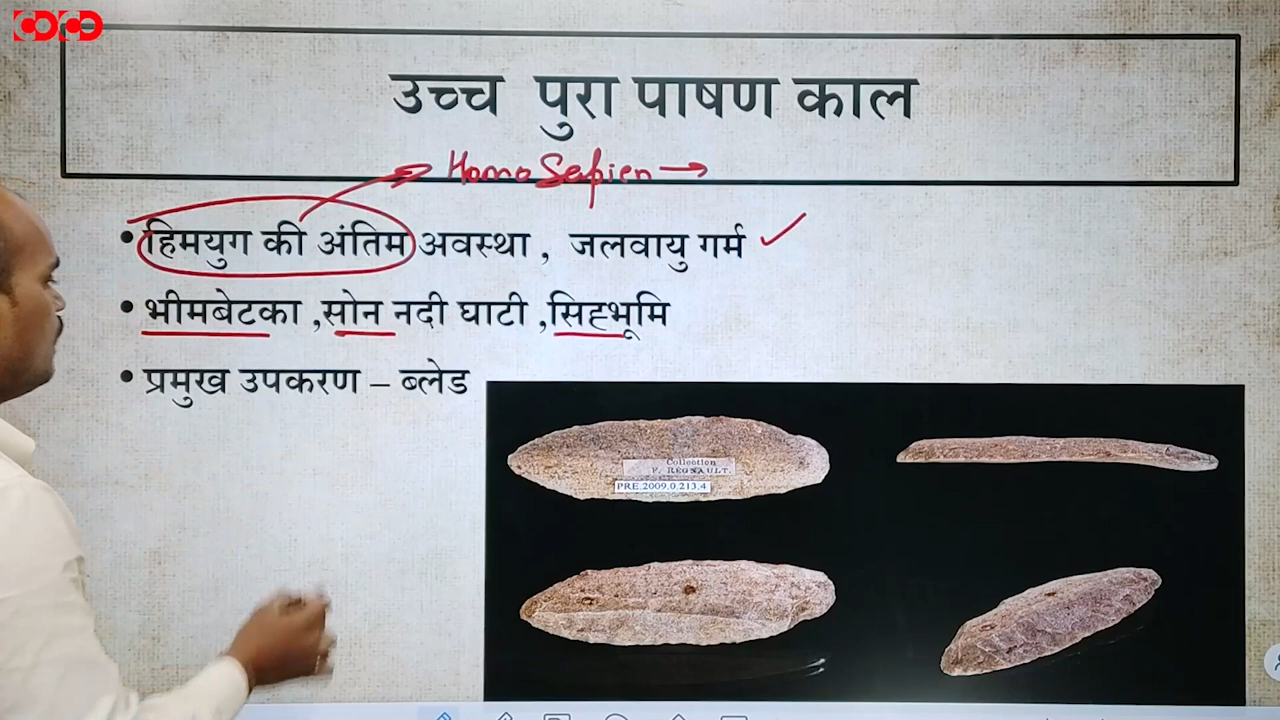 उच्च पुरा पाषण काल
Homo Sapien →
• हिमयुग की अंतिम अवस्था , जलवायु गर्म ✓
• भीमबेटका ,सोन नदी घाटी ,सिह्भूमि
• प्रमुख उपकरण – ब्लेड
Collection
F. REGNAULT.
PRE.2009.0.213.4